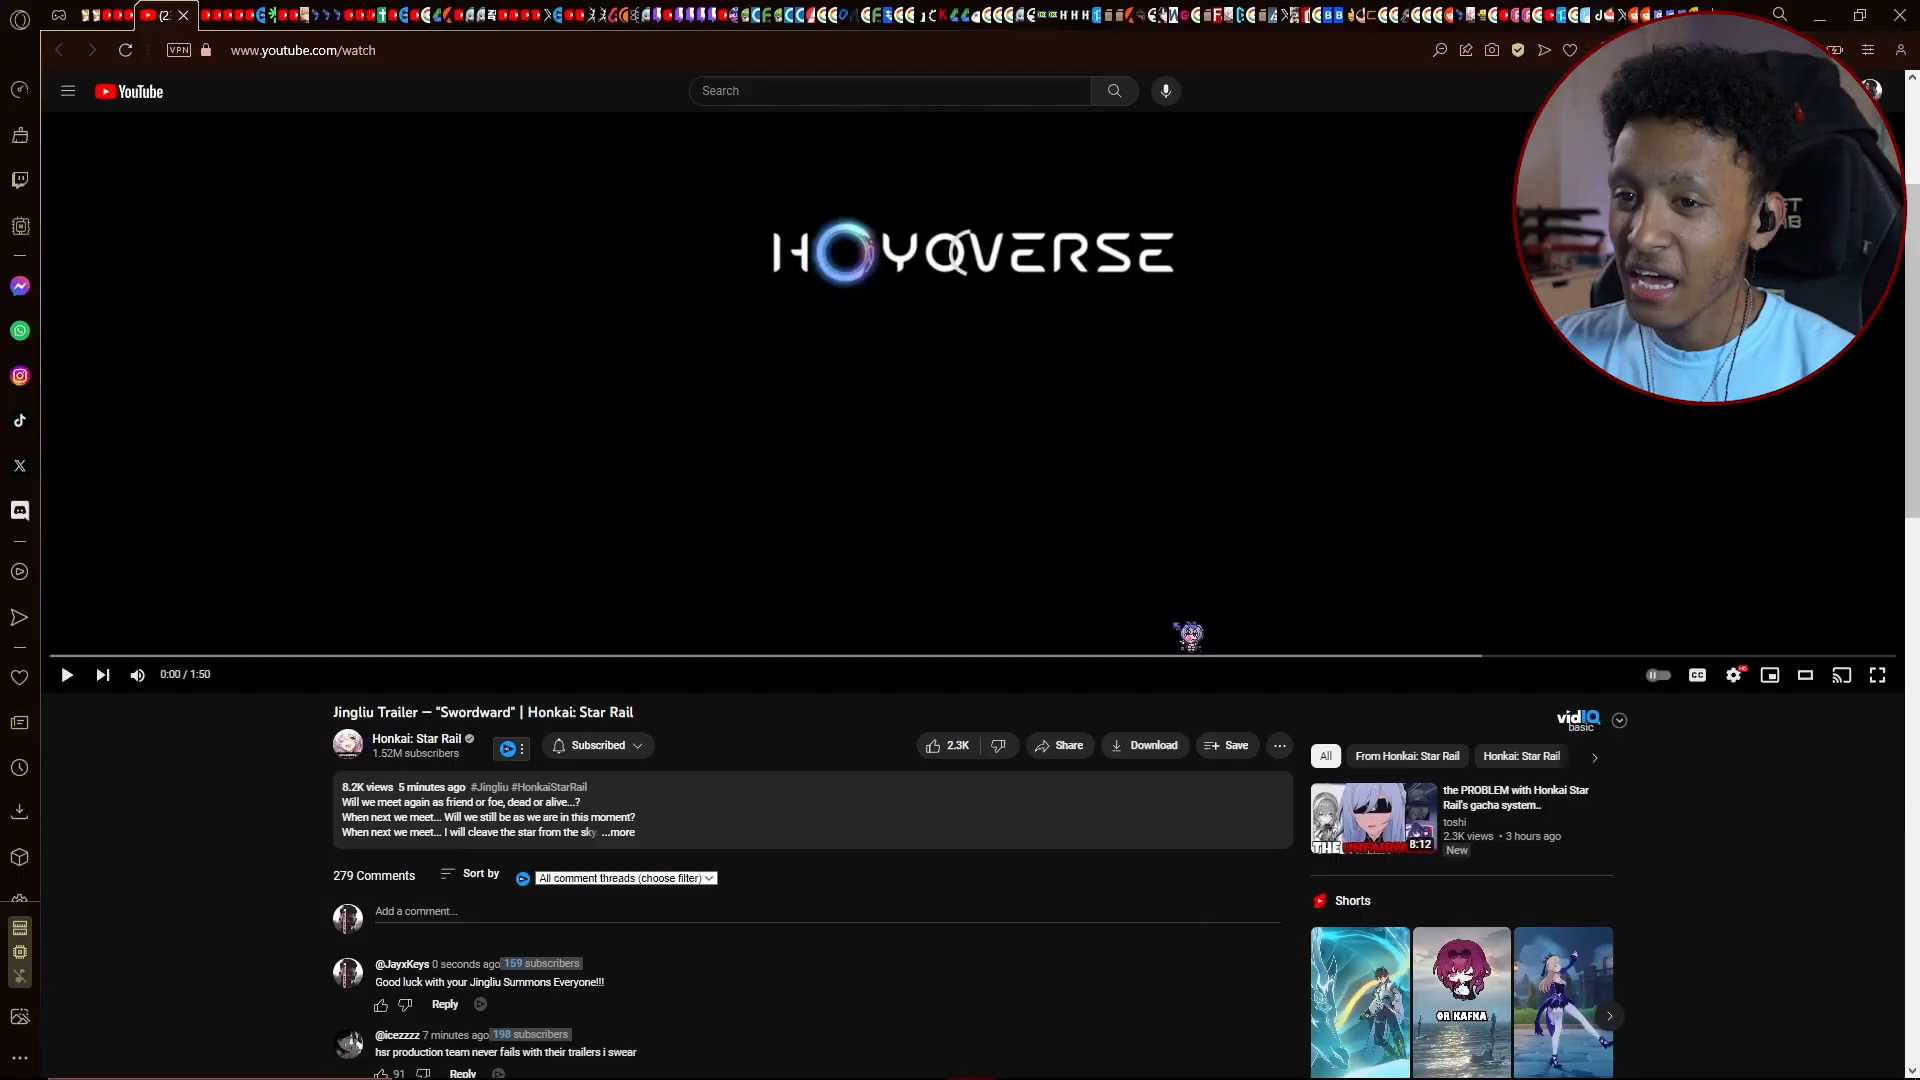 VPN
www.youtube.com/watch
YouTube
Search
HOYOVERSE
0:00 / 1:50
CC
HD
Jingliu Trailer — "Swordward" | Honkai: Star Rail
Honkai: Star Rail
1.52M subscribers
Subscribed
2.3K
Share
Download
Save
8.2K views 5 minutes ago #Jingliu #HonkaiStarRail
Will we meet again as friend or foe, dead or alive...?
When next we meet... Will we still be as we are in this moment?
When next we meet... I will cleave the star from the sky. ...more
279 Comments
Sort by
All comment threads (choose filter)
Add a comment...
@JayxKeys 0 seconds ago 159 subscribers
Good luck with your Jingliu Summons Everyone!!!
Reply
@icezzzz 7 minutes ago 198 subscribers
hsr production team never fails with their trailers i swear
91
Reply
vidIQ
basic
All
From Honkai: Star Rail
Honkai: Star Rail
the PROBLEM with Honkai Star
Rail's gacha system..
toshi
2.3K views • 3 hours ago
New
THE
8:12
Shorts
OR KAFKA